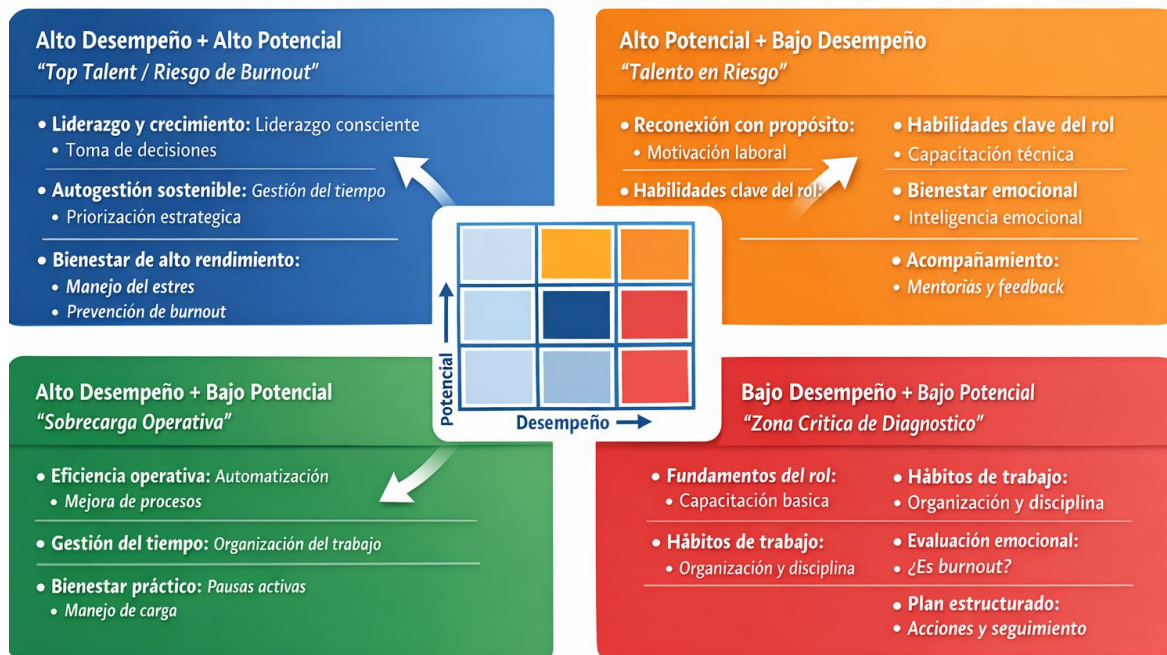 Alto Desempeño + Alto Potencial
“Top Talent / Riesgo de Burnout”
• Liderazgo y crecimiento: Liderazgo consciente
• Toma de decisiones
• Autogestión sostenible: Gestión del tiempo
• Priorización estrategica
• Bienestar de alto rendimiento:
• Manejo del estres
• Prevención de burnout
Alto Potencial + Bajo Desempeño
“Talento en Riesgo”
• Reconexión con propósito:
• Motivación laboral
• Habilidades clave del rol:
• Habilidades clave del rol
• Capacitación técnica
• Bienestar emocional
• Inteligencia emocional
• Acompañamiento:
• Mentorias y feedback
Potencial
Desempeño
Alto Desempeño + Bajo Potencial
“Sobrecarga Operativa”
• Eficiencia operativa: Automatización
• Mejora de procesos
• Gestión del tiempo: Organización del trabajo
• Bienestar práctico: Pausas activas
• Manejo de carga
Bajo Desempeño + Bajo Potencial
“Zona Critica de Diagnostico”
• Fundamentos del rol:
• Capacitación basica
• Hàbitos de trabajo:
• Organización y disciplina
• Hàbitos de trabajo:
• Organización y disciplina
• Evaluación emocional:
• ¿Es burnout?
• Plan estructurado:
• Acciones y seguimiento